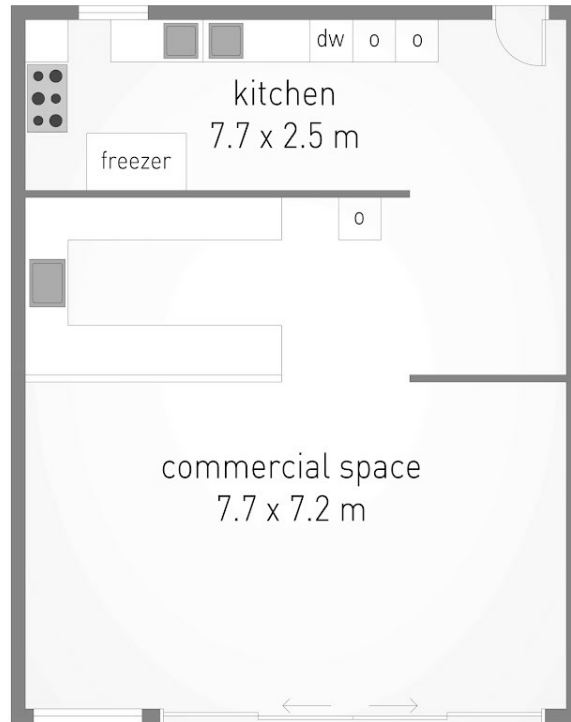 dw o o
kitchen
7.7 x 2.5 m
freezer
o
commercial space
7.7 x 7.2 m